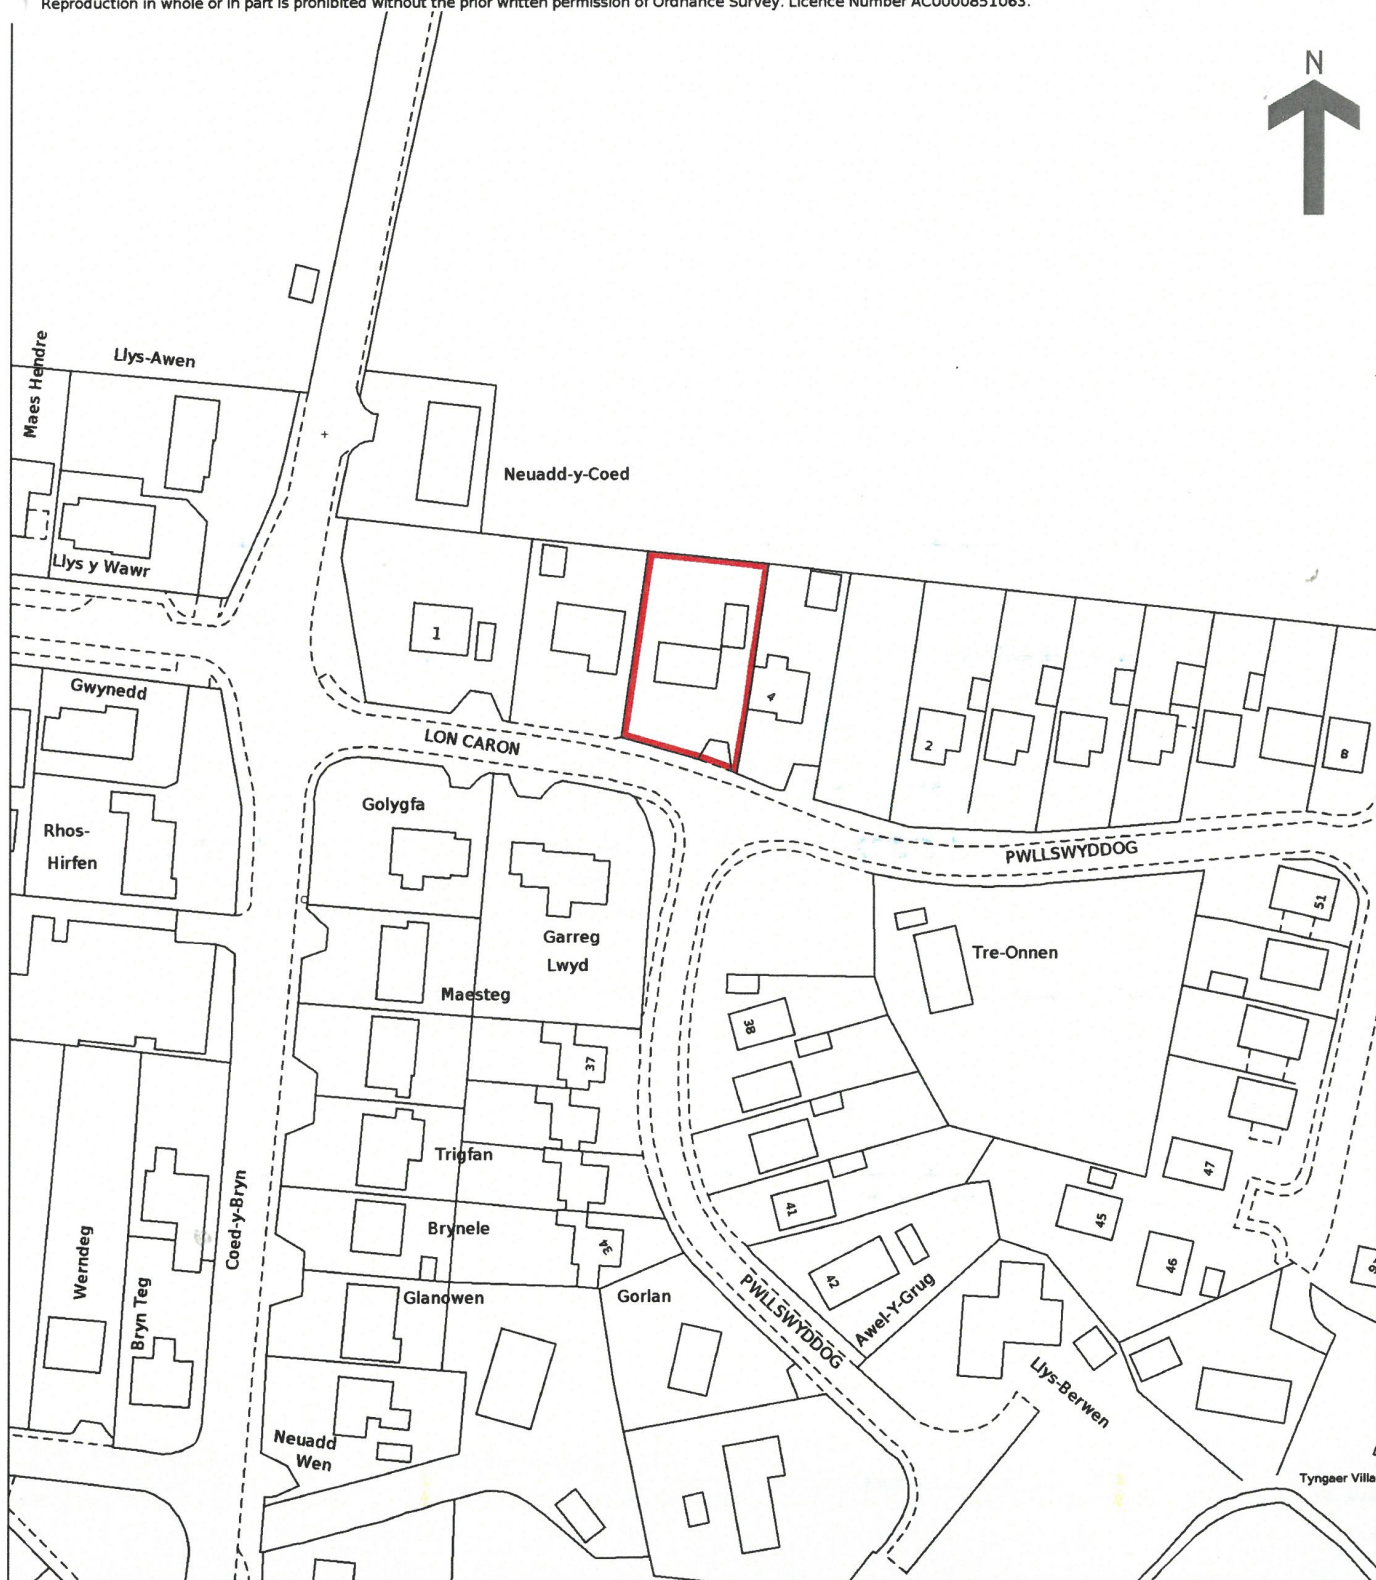 Reproduction in whole or in part is prohibited without the prior written permission of Ordnance Survey. Licence Number AC0000851063.
N
Maes Hendre
Llys-Awen
Neuadd-y-Coed
Llys y Wawr
1
4
2
8
Gwynedd
LON CARON
Golygfa
Rhos-
Hirfen
PWLLSWYDDOG
51
Garreg
Lwyd
Tre-Onnen
Maesteg
38
37
Trigfan
47
41
45
Brynele
34
Coed-y-Bryn
Werndeg
Bryn Teg
46
42
Glanowen
Gorlan
PWLLSWYDDOG
Awel-Y-Grug
Llys-Berwen
Neuadd
Wen
Tyngaer Villa